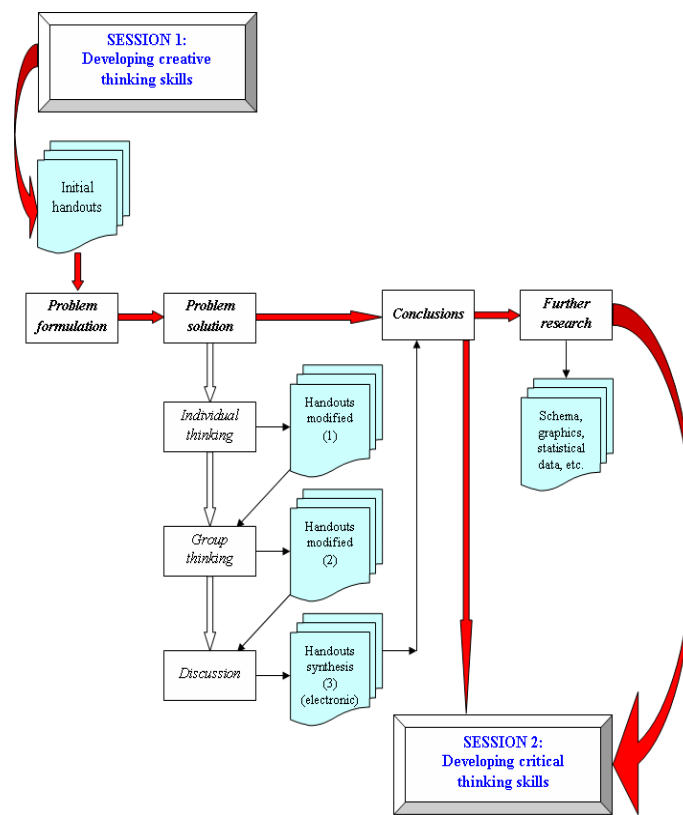 SESSION 1:
Developing creative
thinking skills
Initial
handouts
Problem
formulation
Problem
solution
Conclusions
Further
research
Individual
thinking
Handouts
modified
(1)
Schema,
graphics,
statistical
data, etc.
Group
thinking
Handouts
modified
(2)
Discussion
Handouts
synthesis
(3)
(electronic)
SESSION 2:
Developing critical
thinking skills